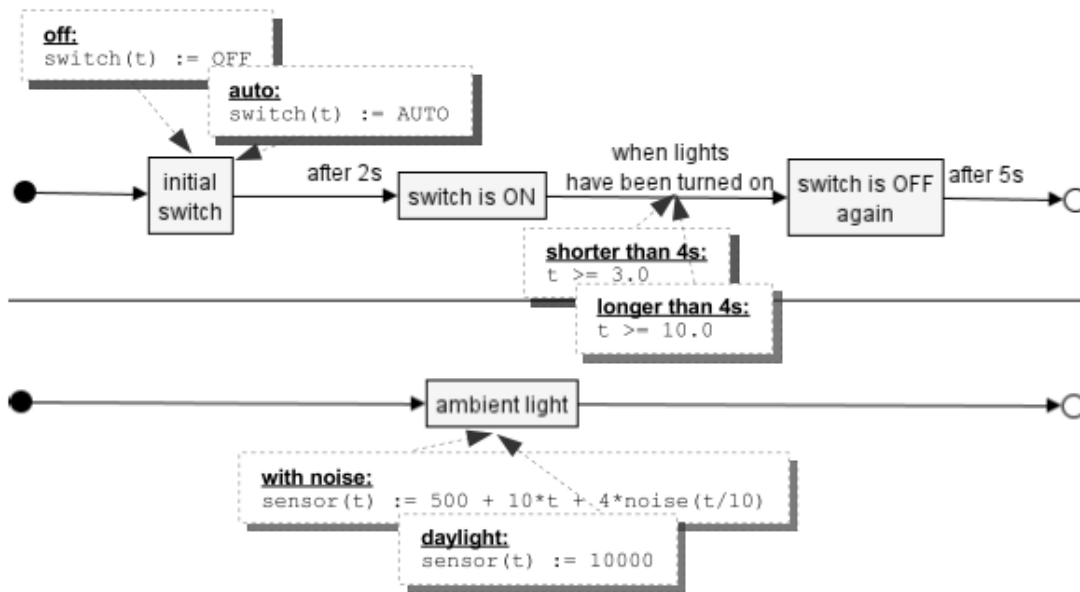 off:
switch(t) := OFF
auto:
switch(t) := AUTO
initial
switch
after 2s
switch is ON
when lights
have been turned on
switch is OFF
again
after 5s
shorter than 4s:
t >= 3.0
longer than 4s:
t >= 10.0
ambient light
with noise:
sensor(t) := 500 + 10*t + 4*noise(t/10)
daylight:
sensor(t) := 10000